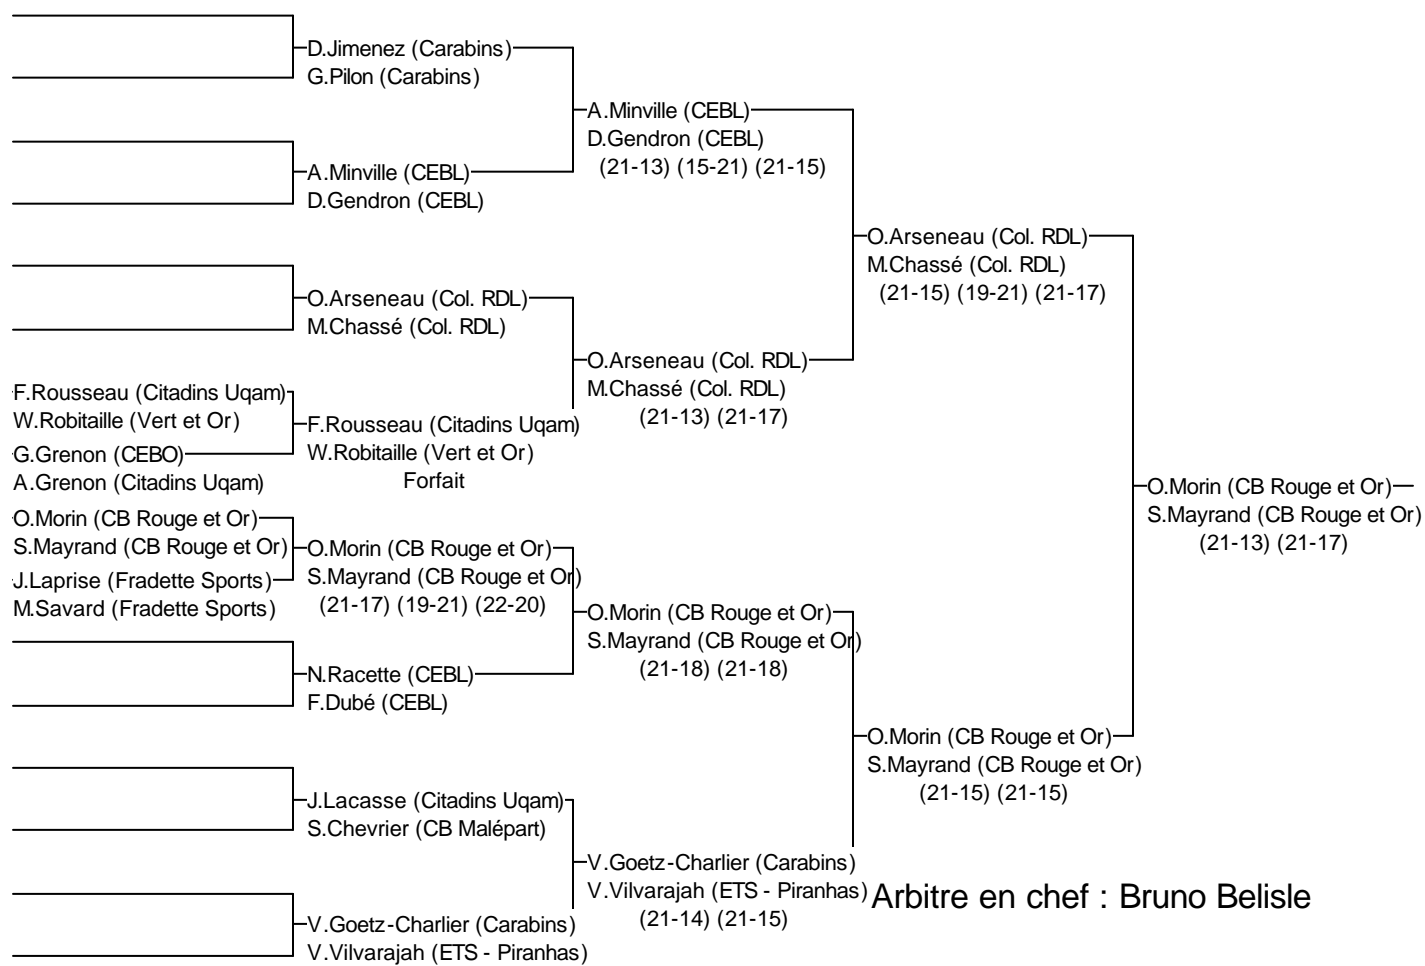 D.Jimenez (Carabins)
G.Pilon (Carabins)
A.Minville (CEBL)
D.Gendron (CEBL)
(21-13) (15-21) (21-15)
A.Minville (CEBL)
D.Gendron (CEBL)
O.Arseneau (Col. RDL)
M.Chassé (Col. RDL)
(21-15) (19-21) (21-17)
O.Arseneau (Col. RDL)
M.Chassé (Col. RDL)
O.Arseneau (Col. RDL)
M.Chassé (Col. RDL)
(21-13) (21-17)
F.Rousseau (Citadins Uqam)
W.Robitaille (Vert et Or)
F.Rousseau (Citadins Uqam)
W.Robitaille (Vert et Or)
Forfait
G.Grenon (CEBO)
A.Grenon (Citadins Uqam)
O.Morin (CB Rouge et Or)
S.Mayrand (CB Rouge et Or)
(21-13) (21-17)
O.Morin (CB Rouge et Or)
S.Mayrand (CB Rouge et Or)
O.Morin (CB Rouge et Or)
S.Mayrand (CB Rouge et Or)
(21-17) (19-21) (22-20)
J.Laprise (Fradette Sports)
M.Savard (Fradette Sports)
O.Morin (CB Rouge et Or)
S.Mayrand (CB Rouge et Or)
(21-18) (21-18)
N.Racette (CEBL)
F.Dubé (CEBL)
O.Morin (CB Rouge et Or)
S.Mayrand (CB Rouge et Or)
(21-15) (21-15)
J.Lacasse (Citadins Uqam)
S.Chevrier (CB Malépart)
V.Goetz-Charlier (Carabins)
V.Vilvarajah (ETS - Piranhas)
(21-14) (21-15)
Arbitre en chef : Bruno Belisle
V.Goetz-Charlier (Carabins)
V.Vilvarajah (ETS - Piranhas)